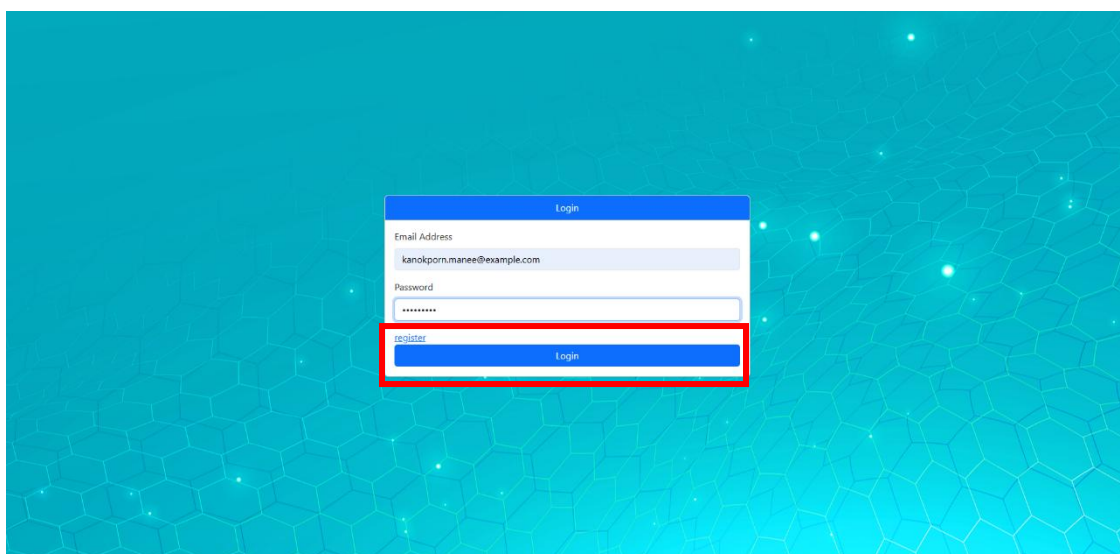 Login
Email Address
kanokporn.manee@example.com
Password
•••••••••
register
Login